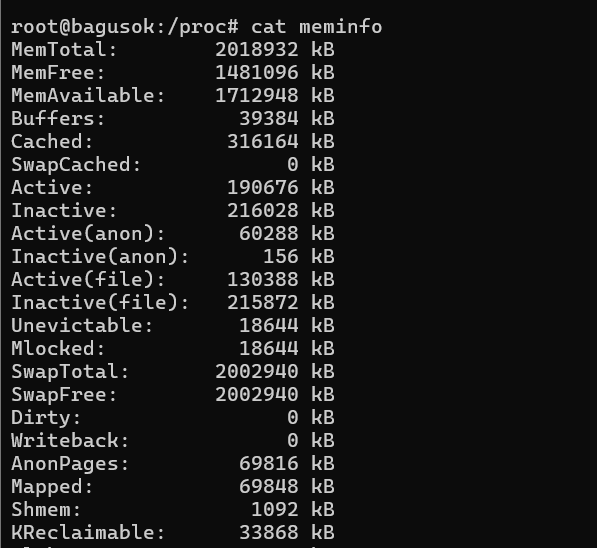 root@bagusok:/proc# cat meminfo
MemTotal:        2018932 kB
MemFree:         1481096 kB
MemAvailable:    1712948 kB
Buffers:           39384 kB
Cached:           316164 kB
SwapCached:            0 kB
Active:           190676 kB
Inactive:         216028 kB
Active(anon):      60288 kB
Inactive(anon):      156 kB
Active(file):     130388 kB
Inactive(file):   215872 kB
Unevictable:       18644 kB
Mlocked:           18644 kB
SwapTotal:       2002940 kB
SwapFree:        2002940 kB
Dirty:                 0 kB
Writeback:             0 kB
AnonPages:         69816 kB
Mapped:            69848 kB
Shmem:              1092 kB
KReclaimable:      33868 kB